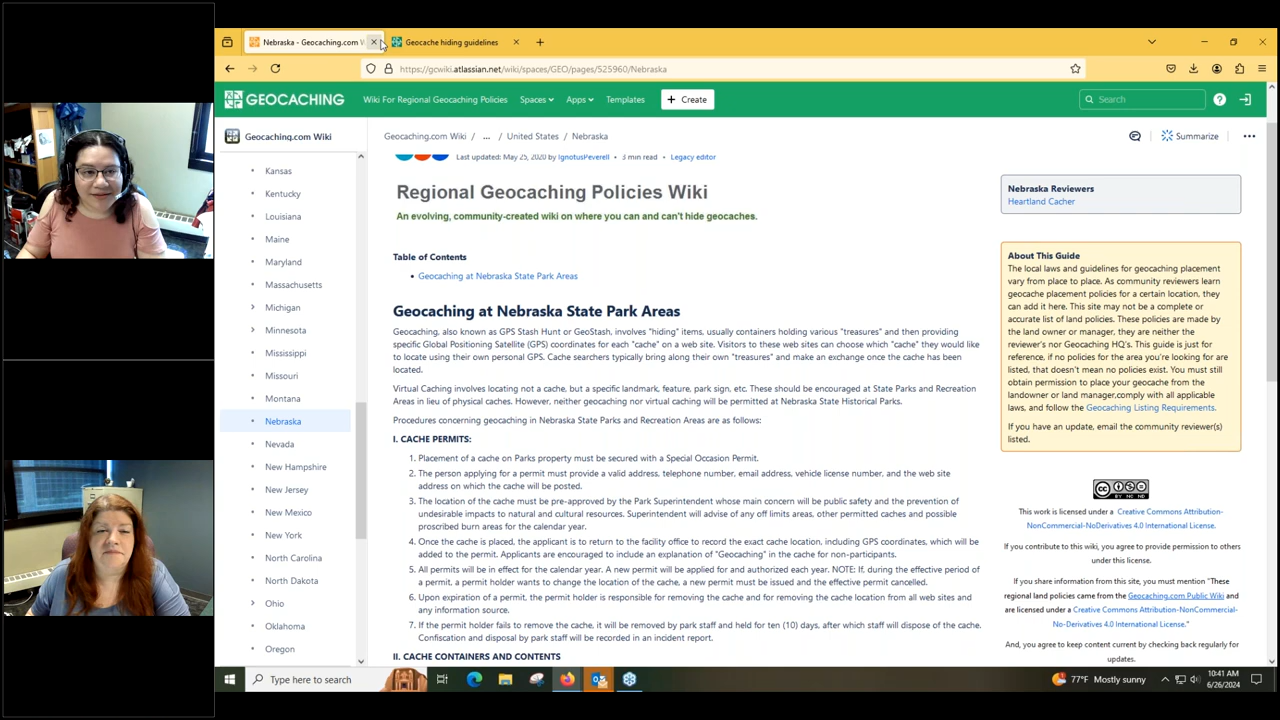 Nebraska - Geocaching.com W
Geocache hiding guidelines
https://gcwiki.atlassian.net/wiki/spaces/GEO/pages/525960/Nebraska
GEOCACHING
Wiki For Regional Geocaching Policies
Spaces
Apps
Templates
+ Create
Search
Geocaching.com Wiki
Geocaching.com Wiki / ... / United States / Nebraska
Summarize
Kansas
Kentucky
Louisiana
Maine
Maryland
Massachusetts
Michigan
Minnesota
Mississippi
Missouri
Montana
Nebraska
Nevada
New Hampshire
New Jersey
New Mexico
New York
North Carolina
North Dakota
Ohio
Oklahoma
Oregon
Last updated: May 25, 2020 by IgnotusPeverell • 3 min read • Legacy editor
Regional Geocaching Policies Wiki
An evolving, community-created wiki on where you can and can't hide geocaches.
Table of Contents
• Geocaching at Nebraska State Park Areas
Geocaching at Nebraska State Park Areas
Geocaching, also known as GPS Stash Hunt or GeoStash, involves "hiding" items, usually containers holding various "treasures" and then providing
specific Global Positioning Satellite (GPS) coordinates for each "cache" on a web site. Visitors to these web sites can choose which "cache" they would like
to locate using their own personal GPS. Cache searchers typically bring along their own "treasures" and make an exchange once the cache has been
located.
Virtual Caching involves locating not a cache, but a specific landmark, feature, park sign, etc. These should be encouraged at State Parks and Recreation
Areas in lieu of physical caches. However, neither geocaching nor virtual caching will be permitted at Nebraska State Historical Parks.
Procedures concerning geocaching in Nebraska State Parks and Recreation Areas are as follows:
I. CACHE PERMITS:
1. Placement of a cache on Parks property must be secured with a Special Occasion Permit.
2. The person applying for a permit must provide a valid address, telephone number, email address, vehicle license number, and the web site
address on which the cache will be posted.
3. The location of the cache must be pre-approved by the Park Superintendent whose main concern will be public safety and the prevention of
undesirable impacts to natural and cultural resources. Superintendent will advise of any off limits areas, other permitted caches and possible
proscribed burn areas for the calendar year.
4. Once the cache is placed, the applicant is to return to the facility office to record the exact cache location, including GPS coordinates, which will be
added to the permit. Applicants are encouraged to include an explanation of "Geocaching" in the cache for non-participants.
5. All permits will be in effect for the calendar year. A new permit will be applied for and authorized each year. NOTE: If, during the effective period of
a permit, a permit holder wants to change the location of the cache, a new permit must be issued and the effective permit cancelled.
6. Upon expiration of a permit, the permit holder is responsible for removing the cache and for removing the cache location from all web sites and
any information source.
7. If the permit holder fails to remove the cache, it will be removed by park staff and held for ten (10) days, after which staff will dispose of the cache.
Confiscation and disposal by park staff will be recorded in an incident report.
II. CACHE CONTAINERS AND CONTENTS
Nebraska Reviewers
Heartland Cacher
About This Guide
The local laws and guidelines for geocaching placement
vary from place to place. As community reviewers learn
geocache placement policies for a certain location, they
can add it here. This site may not be a complete or
accurate list of land policies. These policies are made by
the land owner or manager, they are neither the
reviewer's nor Geocaching HQ's. This guide is just for
reference, if no policies for the area you're looking for are
listed, that doesn't mean no policies exist. You must still
obtain permission to place your geocache from the
landowner or land manager,comply with all applicable
laws, and follow the Geocaching Listing Requirements.
If you have an update, email the community reviewer(s)
listed.
BY NC ND
This work is licensed under a Creative Commons Attribution-
NonCommercial-NoDerivatives 4.0 International License.
If you contribute to this wiki, you agree to provide permission to others
under this license.
If you share information from this site, you must mention "These
regional land policies came from the Geocaching.com Public Wiki and
are licensed under a Creative Commons Attribution-NonCommercial-
No-Derivatives 4.0 International License."
And, you agree to keep content current by checking back regularly for
updates.
Type here to search
77°F Mostly sunny
10:41 AM
6/26/2024